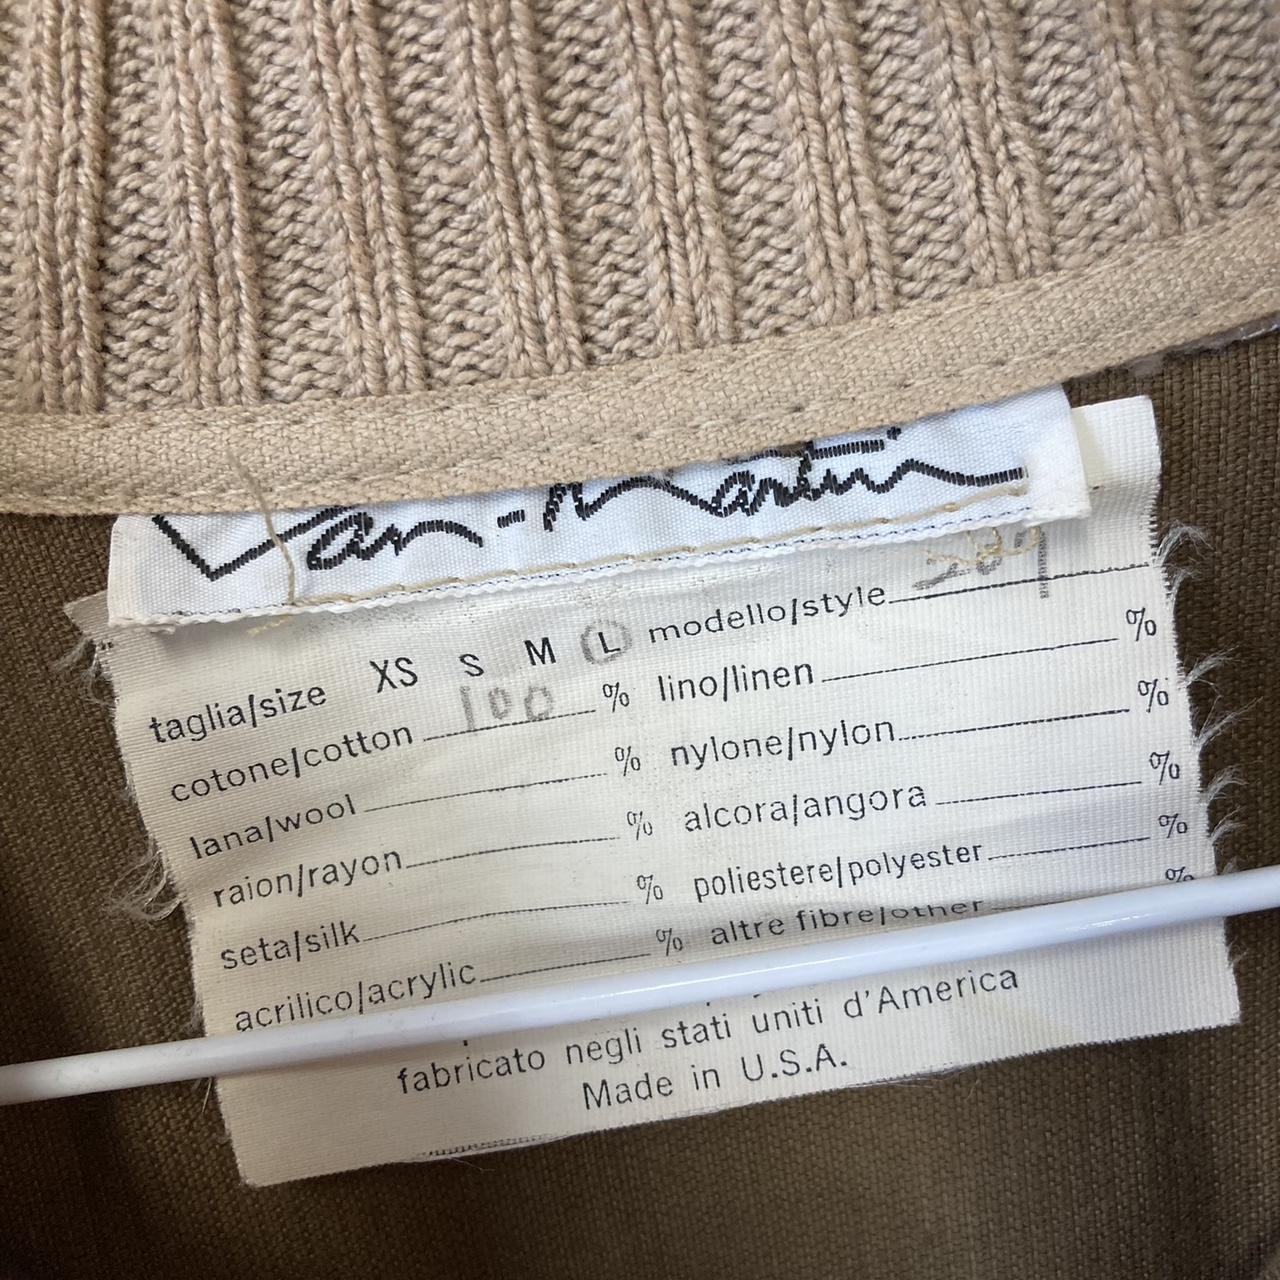 Van-Martin
taglia/size XS S M L modello/style
cotone/cotton 100 % lino/linen %
lana/wool % nylone/nylon %
raion/rayon % alcora/angora %
seta/silk % poliestere/polyester %
acrilico/acrylic % altre fibre/other %
fabricato negli stati uniti d'America
Made in U.S.A.